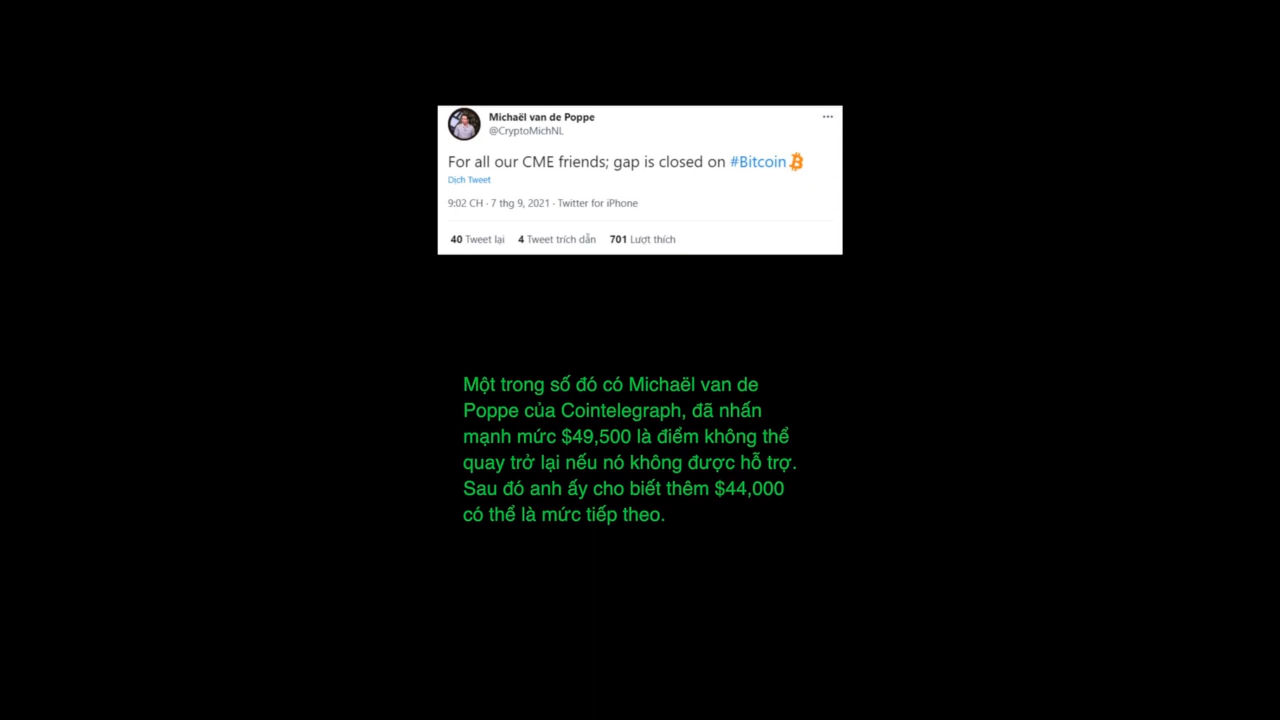 Michaël van de Poppe
@CryptoMichNL
For all our CME friends; gap is closed on #Bitcoin
Dịch Tweet
9:02 CH · 7 thg 9, 2021 · Twitter for iPhone
40 Tweet lại 4 Tweet trích dẫn 701 Lượt thích
Một trong số đó có Michaël van de
Poppe của Cointelegraph, đã nhấn
mạnh mức $49,500 là điểm không thể
quay trở lại nếu nó không được hỗ trợ.
Sau đó anh ấy cho biết thêm $44,000
có thể là mức tiếp theo.